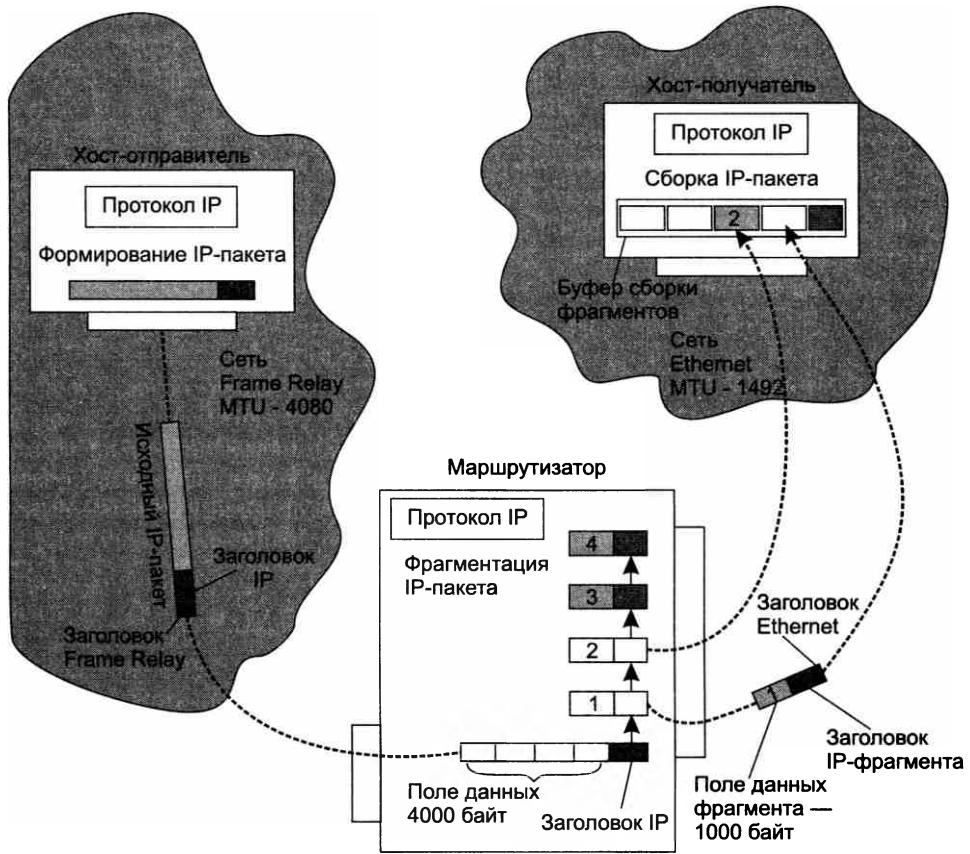 Хост-отправитель
Протокол IP
Формирование IP-пакета
Сеть
Frame Relay
MTU - 4080
Исходный IP-пакет
Заголовок
IP
Заголовок
Frame Relay
Хост-получатель
Протокол IP
Сборка IP-пакета
2
Буфер сборки
фрагментов
Сеть
Ethernet
MTU - 1492
Маршрутизатор
Протокол IP
Фрагментация
IP-пакета
4
3
2
1
Поле данных
4000 байт
Заголовок IP
Заголовок
Ethernet
1
Заголовок
IP-фрагмента
Поле данных
фрагмента —
1000 байт